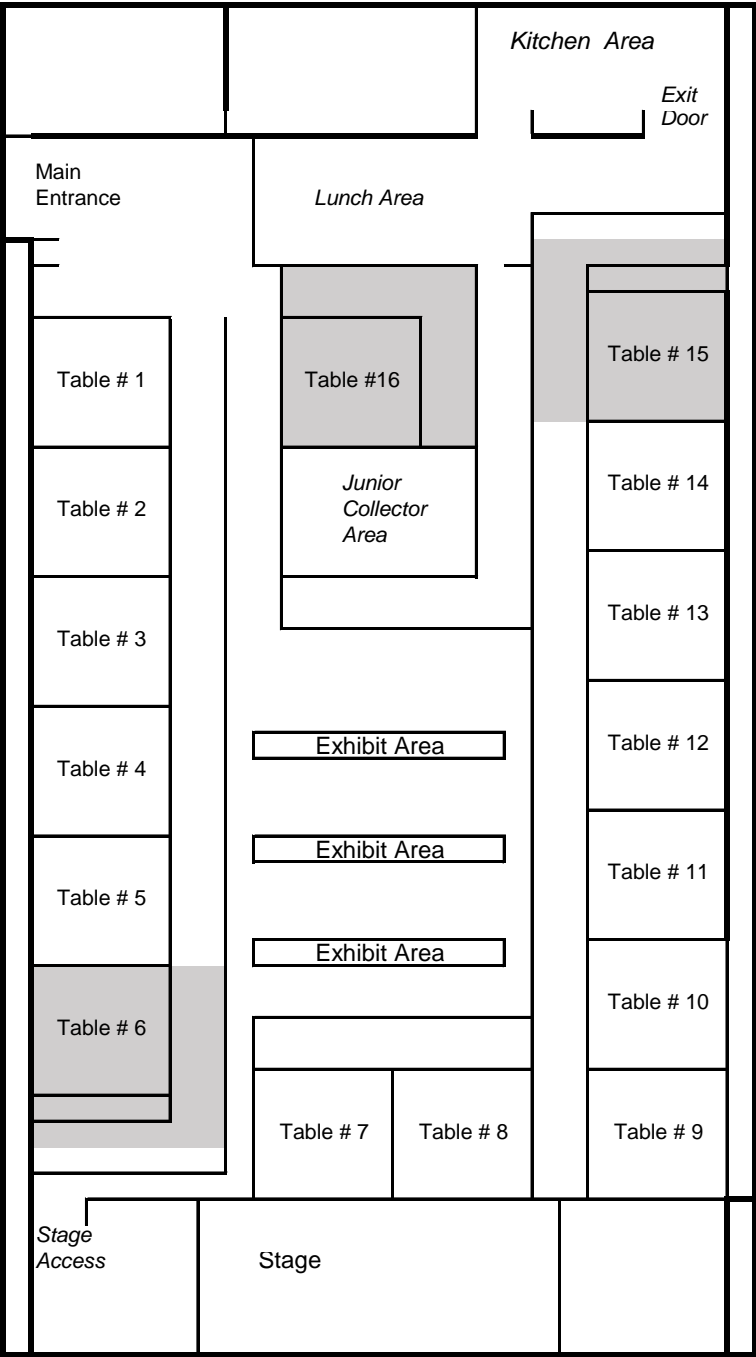 Kitchen Area
Exit
Door
Main
Entrance
Lunch Area
Table # 1
Table #16
Table # 15
Junior
Collector
Area
Table # 2
Table # 14
Table # 3
Table # 13
Table # 4
Exhibit Area
Table # 12
Exhibit Area
Table # 5
Table # 11
Exhibit Area
Table # 6
Table # 10
Table # 7
Table # 8
Table # 9
Stage
Access
Stage